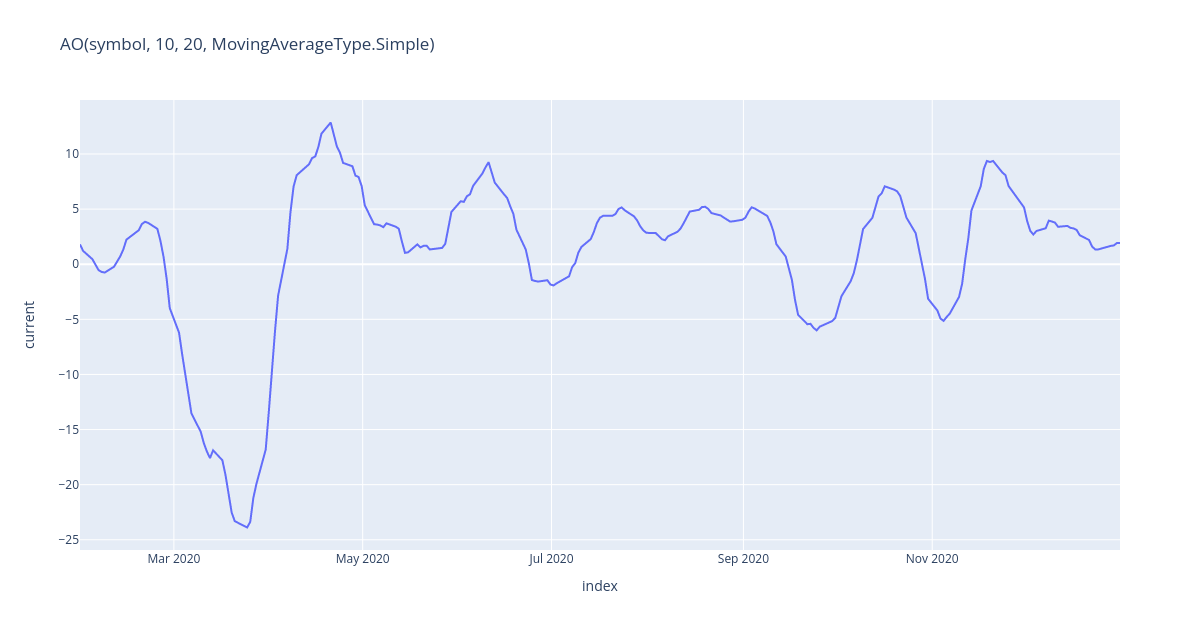 AO(symbol, 10, 20, MovingAverageType.Simple)
10
5
0
−5
−10
−15
−20
−25
current
Mar 2020
May 2020
Jul 2020
Sep 2020
Nov 2020
index